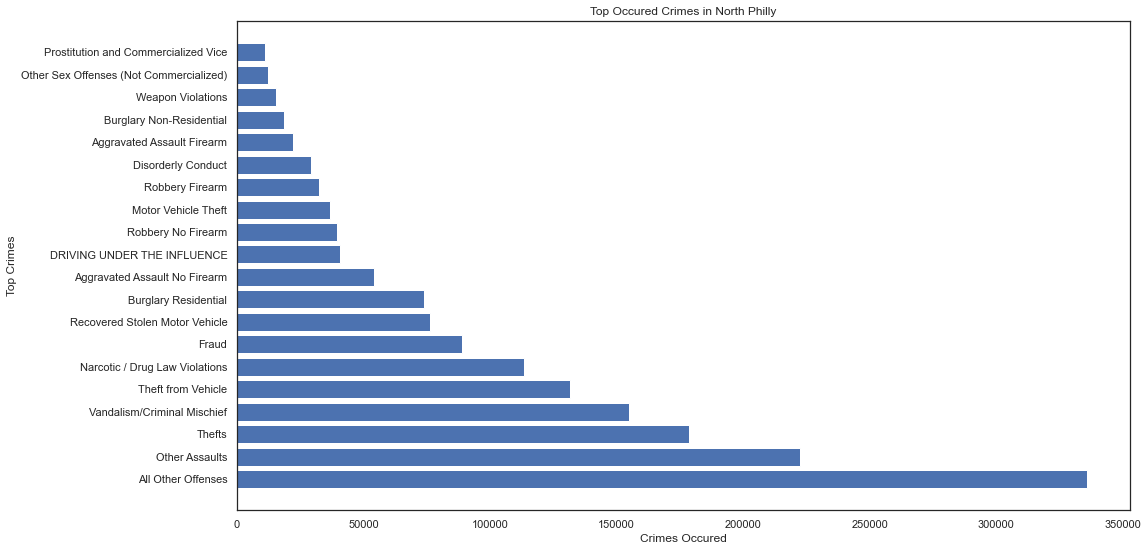 Top Occured Crimes in North Philly
Top Crimes
Prostitution and Commercialized Vice
Other Sex Offenses (Not Commercialized)
Weapon Violations
Burglary Non-Residential
Aggravated Assault Firearm
Disorderly Conduct
Robbery Firearm
Motor Vehicle Theft
Robbery No Firearm
DRIVING UNDER THE INFLUENCE
Aggravated Assault No Firearm
Burglary Residential
Recovered Stolen Motor Vehicle
Fraud
Narcotic / Drug Law Violations
Theft from Vehicle
Vandalism/Criminal Mischief
Thefts
Other Assaults
All Other Offenses
0 50000 100000 150000 200000 250000 300000 350000
Crimes Occured